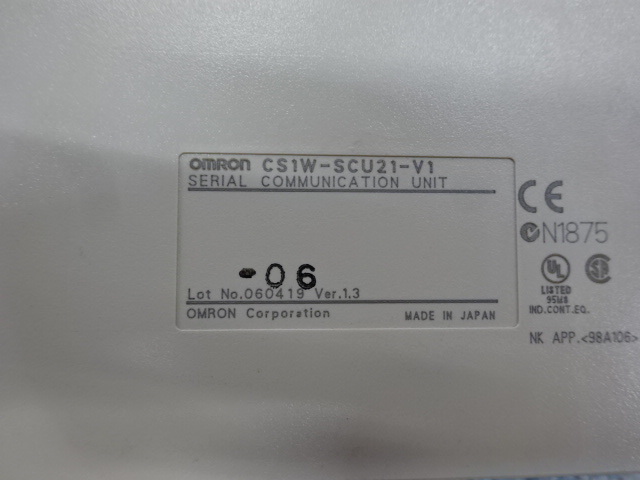 OMRON CS1W-SCU21-V1
SERIAL COMMUNICATION UNIT
-06
Lot No.060419 Ver.1.3
OMRON Corporation MADE IN JAPAN
CE
N1875
UL
LISTED
95M8
IND.CONT.EQ.
NK APP.<98A106>